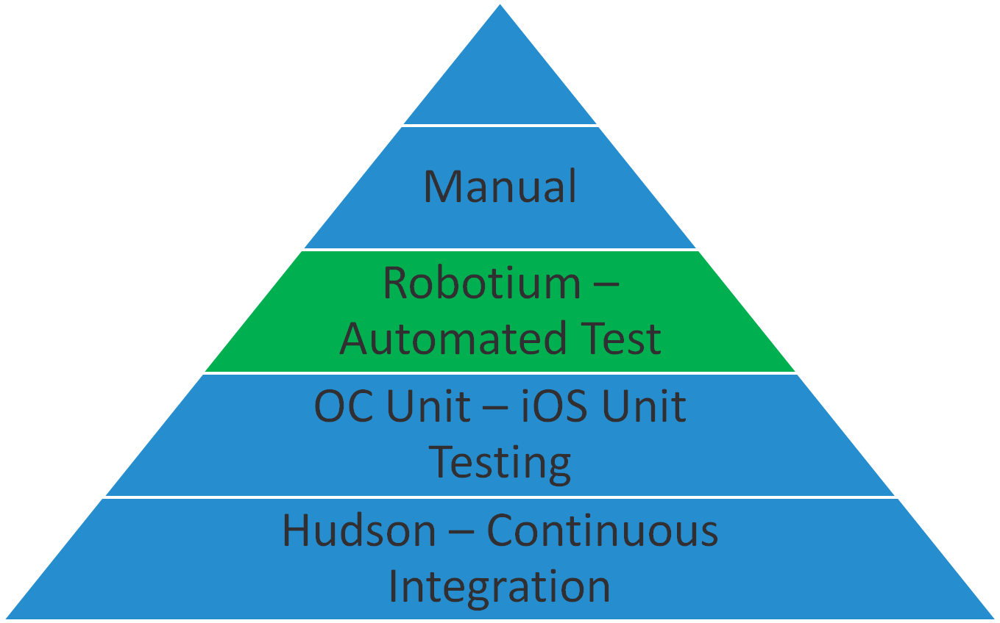 Manual
Robotium –
Automated Test
OC Unit – iOS Unit
Testing
Hudson – Continuous
Integration